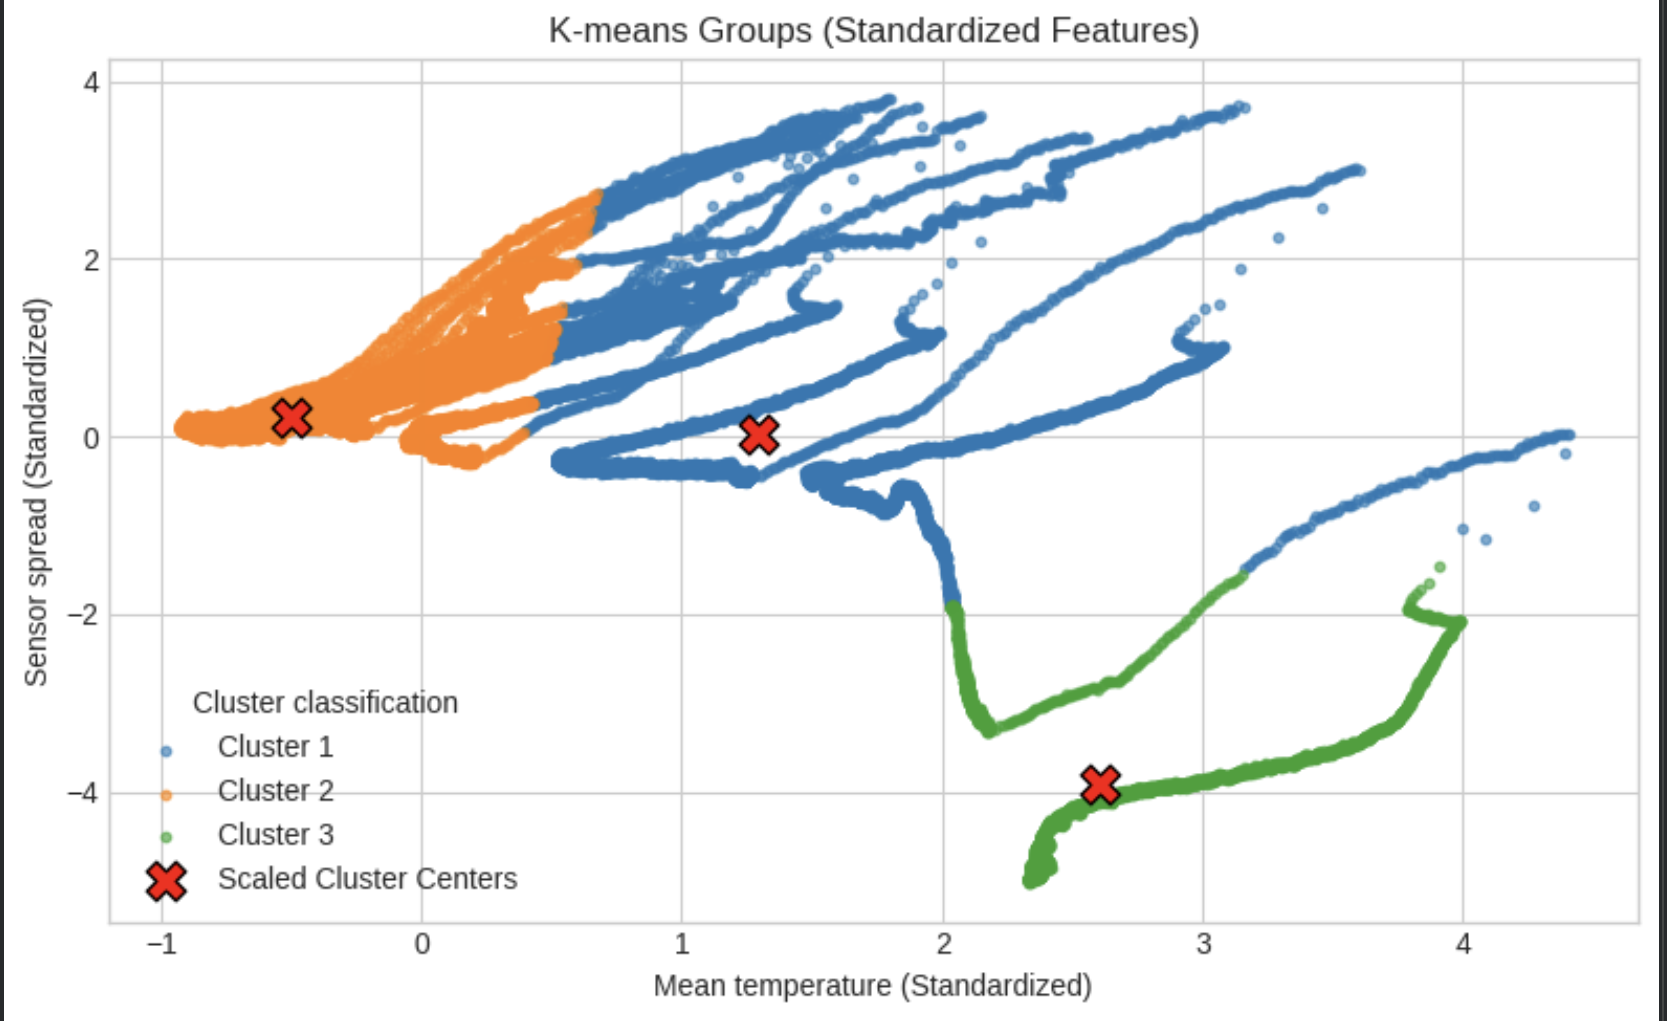 K-means Groups (Standardized Features)
4
2
0
−2
−4
Sensor spread (Standardized)
Cluster classification
Cluster 1
Cluster 2
Cluster 3
Scaled Cluster Centers
−1 0 1 2 3 4
Mean temperature (Standardized)